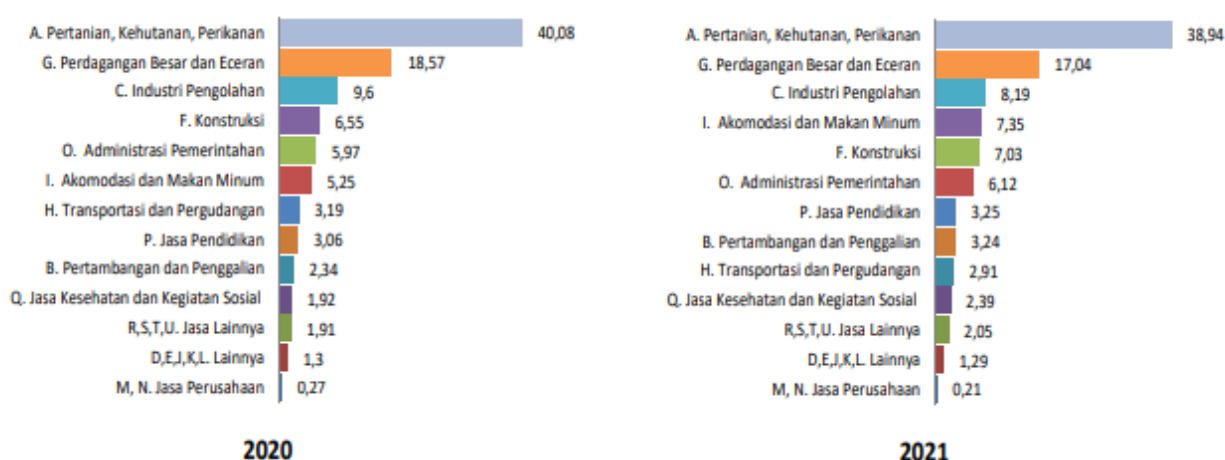 A. Pertanian, Kehutanan, Perikanan 40,08
G. Perdagangan Besar dan Eceran 18,57
C. Industri Pengolahan 9,6
F. Konstruksi 6,55
O. Administrasi Pemerintahan 5,97
I. Akomodasi dan Makan Minum 5,25
H. Transportasi dan Pergudangan 3,19
P. Jasa Pendidikan 3,06
B. Pertambangan dan Penggalian 2,34
Q. Jasa Kesehatan dan Kegiatan Sosial 1,92
R,S,T,U. Jasa Lainnya 1,91
D,E,J,K,L. Lainnya 1,3
M, N. Jasa Perusahaan 0,27
2020
A. Pertanian, Kehutanan, Perikanan 38,94
G. Perdagangan Besar dan Eceran 17,04
C. Industri Pengolahan 8,19
I. Akomodasi dan Makan Minum 7,35
F. Konstruksi 7,03
O. Administrasi Pemerintahan 6,12
P. Jasa Pendidikan 3,25
B. Pertambangan dan Penggalian 3,24
H. Transportasi dan Pergudangan 2,91
Q. Jasa Kesehatan dan Kegiatan Sosial 2,39
R,S,T,U. Jasa Lainnya 2,05
D,E,J,K,L. Lainnya 1,29
M, N. Jasa Perusahaan 0,21
2021